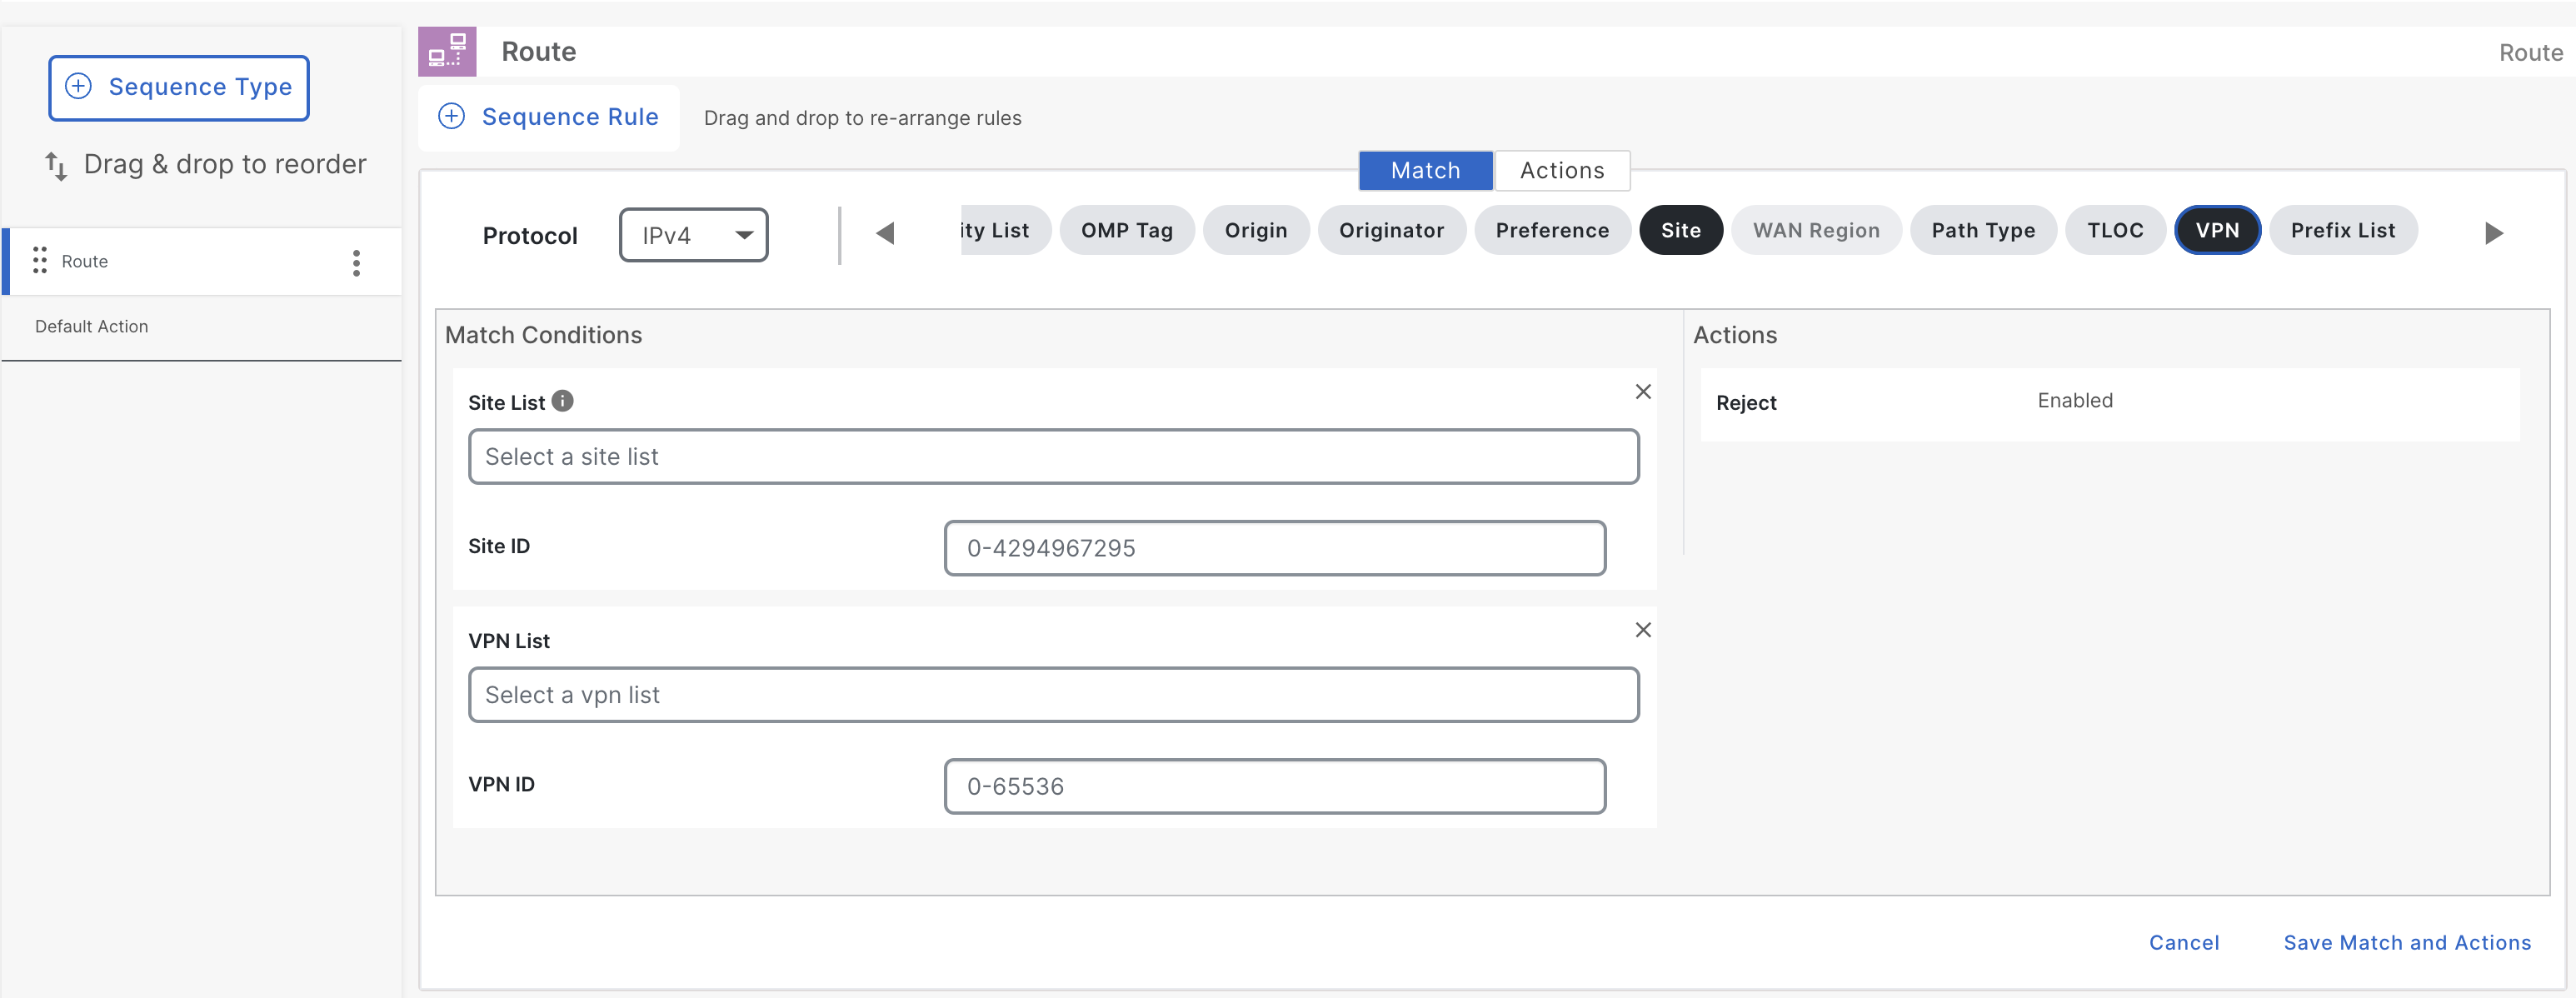 Sequence Type
Drag & drop to reorder
Route
Default Action
Route
Route
Sequence Rule
Drag and drop to re-arrange rules
Match
Actions
Protocol
IPv4
ity List
OMP Tag
Origin
Originator
Preference
Site
WAN Region
Path Type
TLOC
VPN
Prefix List
Match Conditions
Site List
Select a site list
Site ID
0-4294967295
VPN List
Select a vpn list
VPN ID
0-65536
Actions
Reject
Enabled
Cancel
Save Match and Actions